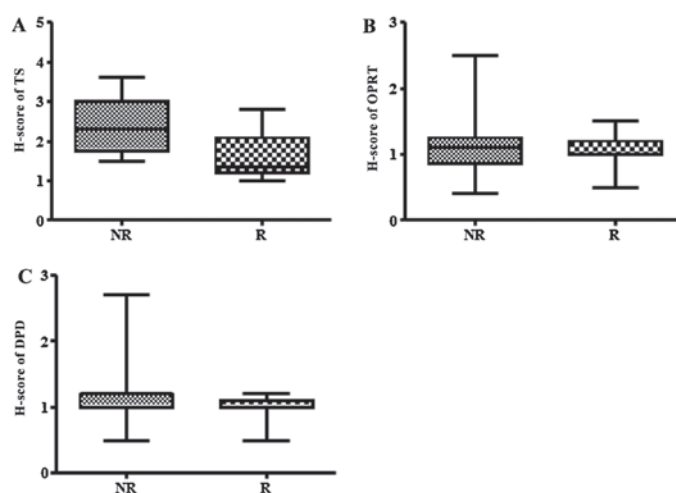 A
H-score of TS
5
4
3
2
1
0
NR
R
B
H-score of OPRT
3
2
1
0
NR
R
C
H-score of DPD
3
2
1
0
NR
R